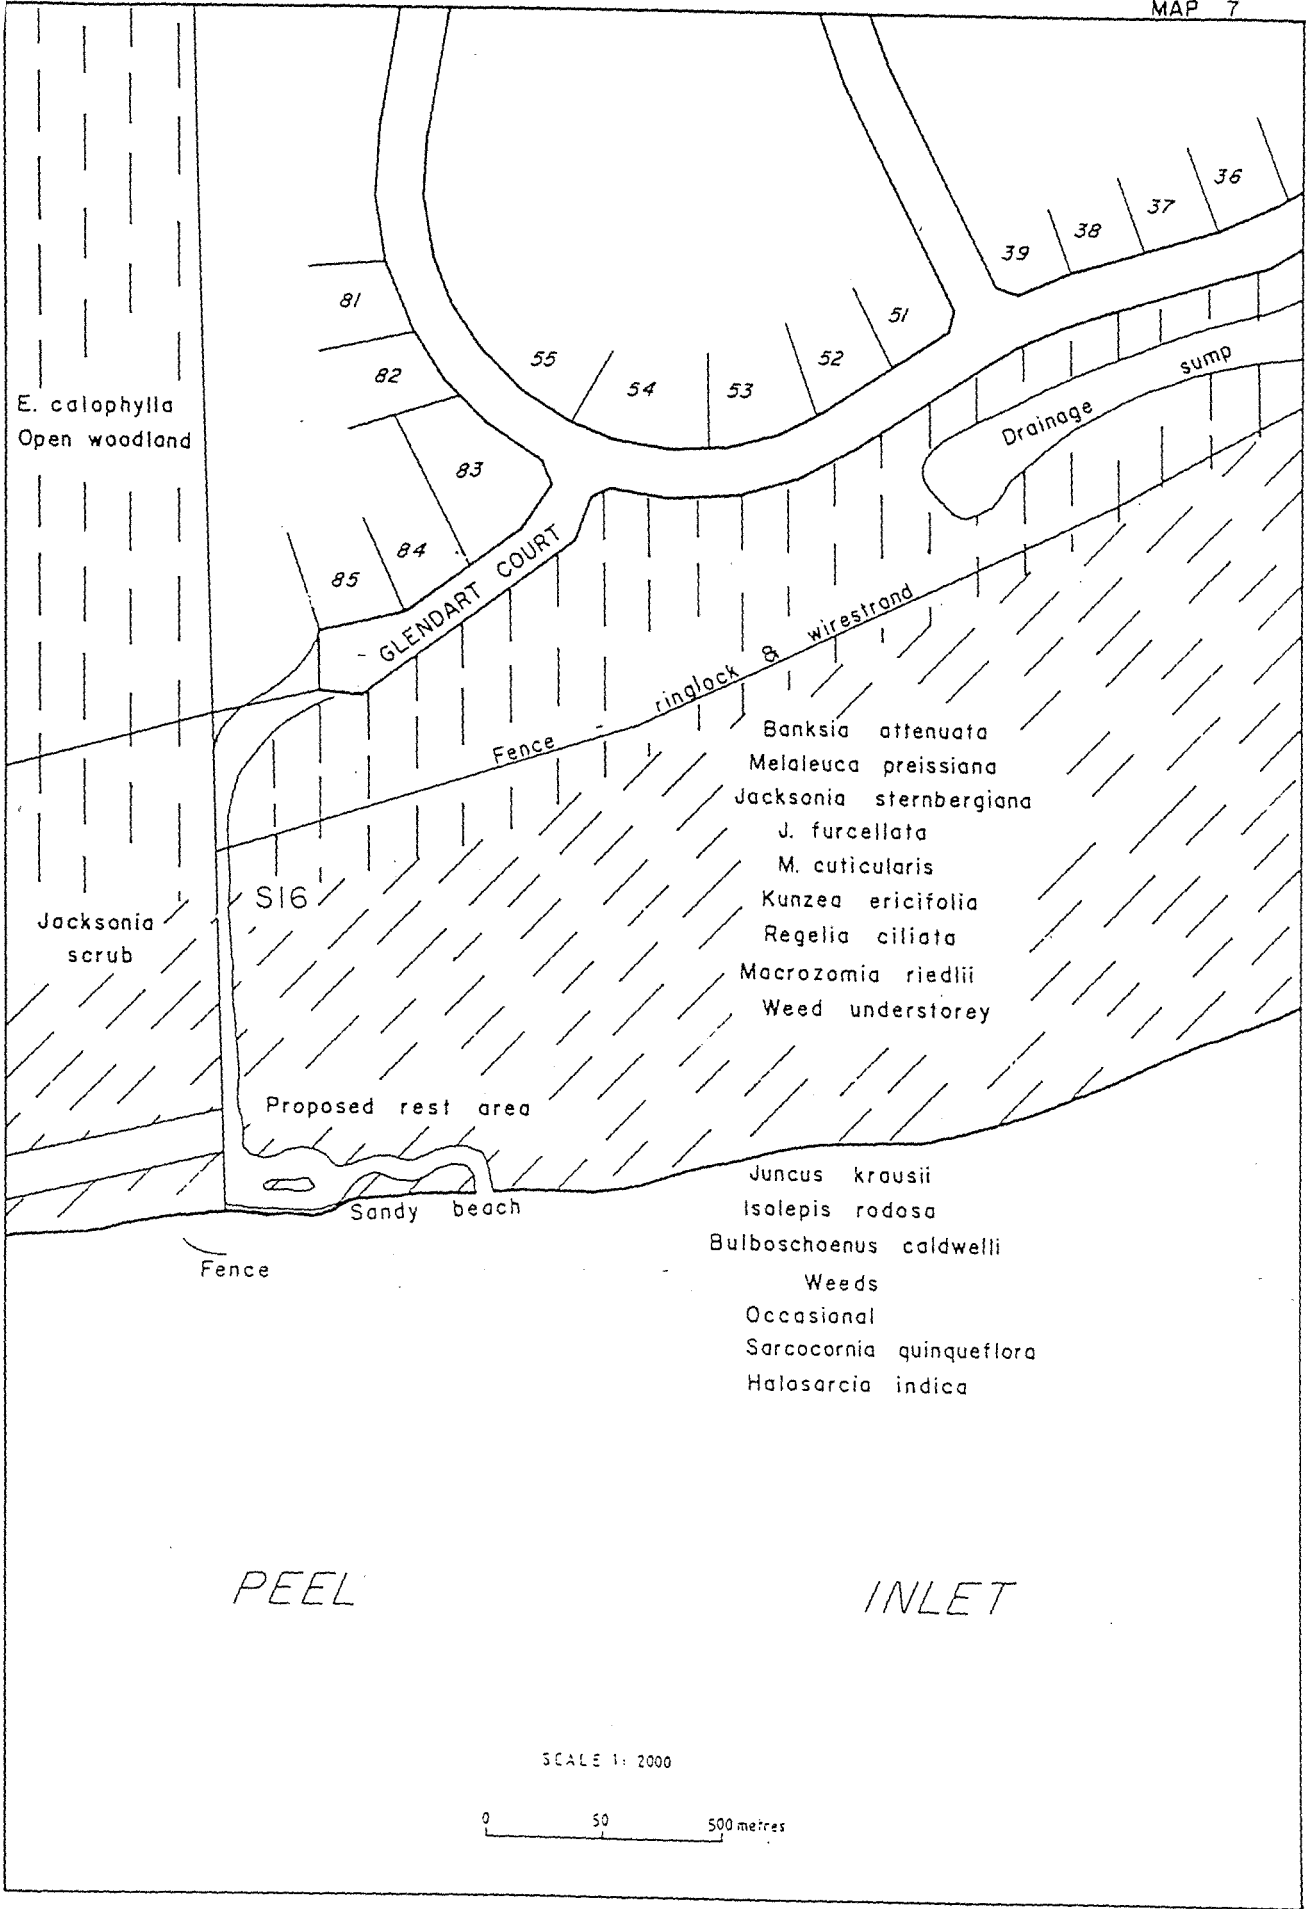 MAP 7
36
37
38
39
51
52
53
54
55
81
82
83
84
85
sump
Drainage
E. calophylla
Open woodland
GLENDART COURT
Fence - ringlock & wirestrand
Banksia attenuata
Melaleuca preissiana
Jacksonia sternbergiana
J. furcellata
M. cuticularis
Kunzea ericifolia
Regelia ciliata
Macrozomia riedlii
Weed understorey
S16
Jacksonia
scrub
Proposed rest area
Sandy beach
Fence
Juncus krausii
Isolepis rodosa
Bulboschoenus caldwelli
Weeds
Occasional
Sarcocornia quinqueflora
Halosarcia indica
PEEL INLET
SCALE 1: 2000
0 50 500 metres